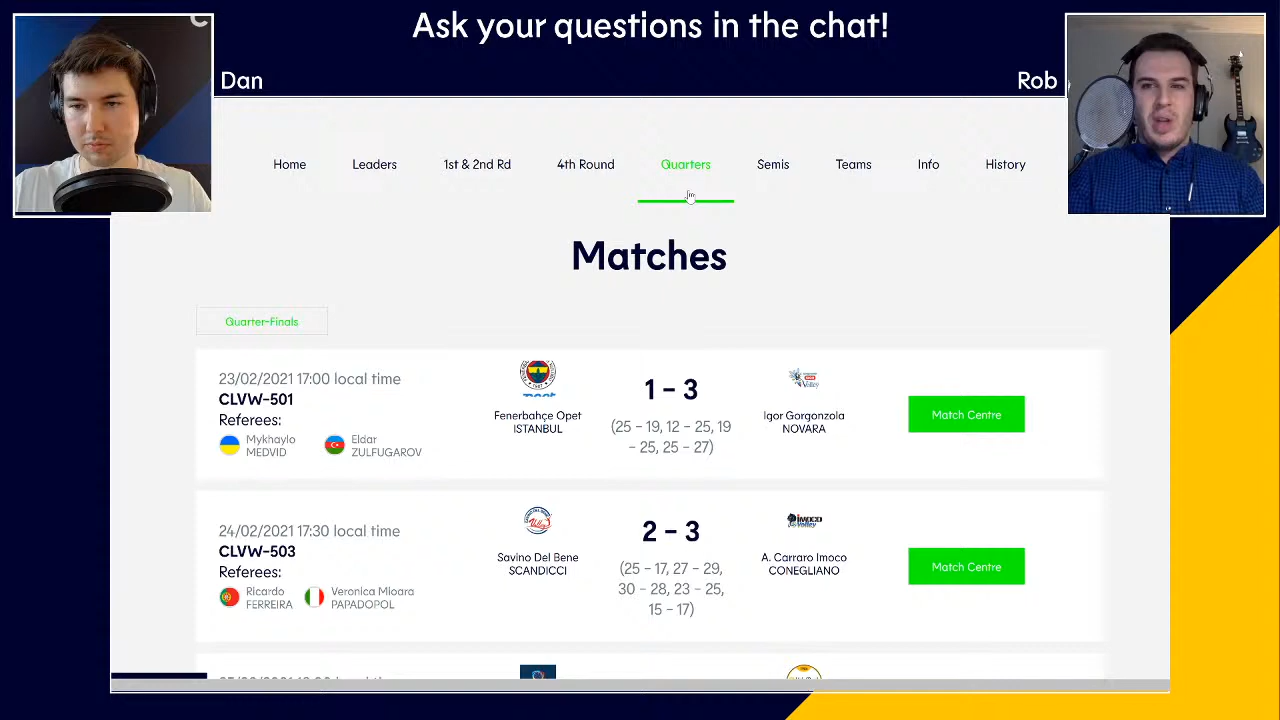 Ask your questions in the chat!
Dan
Rob
Home Leaders 1st & 2nd Rd 4th Round Quarters Semis Teams Info History
Matches
Quarter-Finals
23/02/2021 17:00 local time
CLVW-501
Referees:
Mykhaylo
MEDVID
Eldar
ZULFUGAROV
Fenerbahçe Opet
ISTANBUL
1 - 3
(25 - 19, 12 - 25, 19
- 25, 25 - 27)
Igor Gorgonzola
NOVARA
Match Centre
24/02/2021 17:30 local time
CLVW-503
Referees:
Ricardo
FERREIRA
Veronica Mioara
PAPADOPOL
Savino Del Bene
SCANDICCI
2 - 3
(25 - 17, 27 - 29,
30 - 28, 23 - 25,
15 - 17)
IMOCO
Volley
A. Carraro Imoco
CONEGLIANO
Match Centre